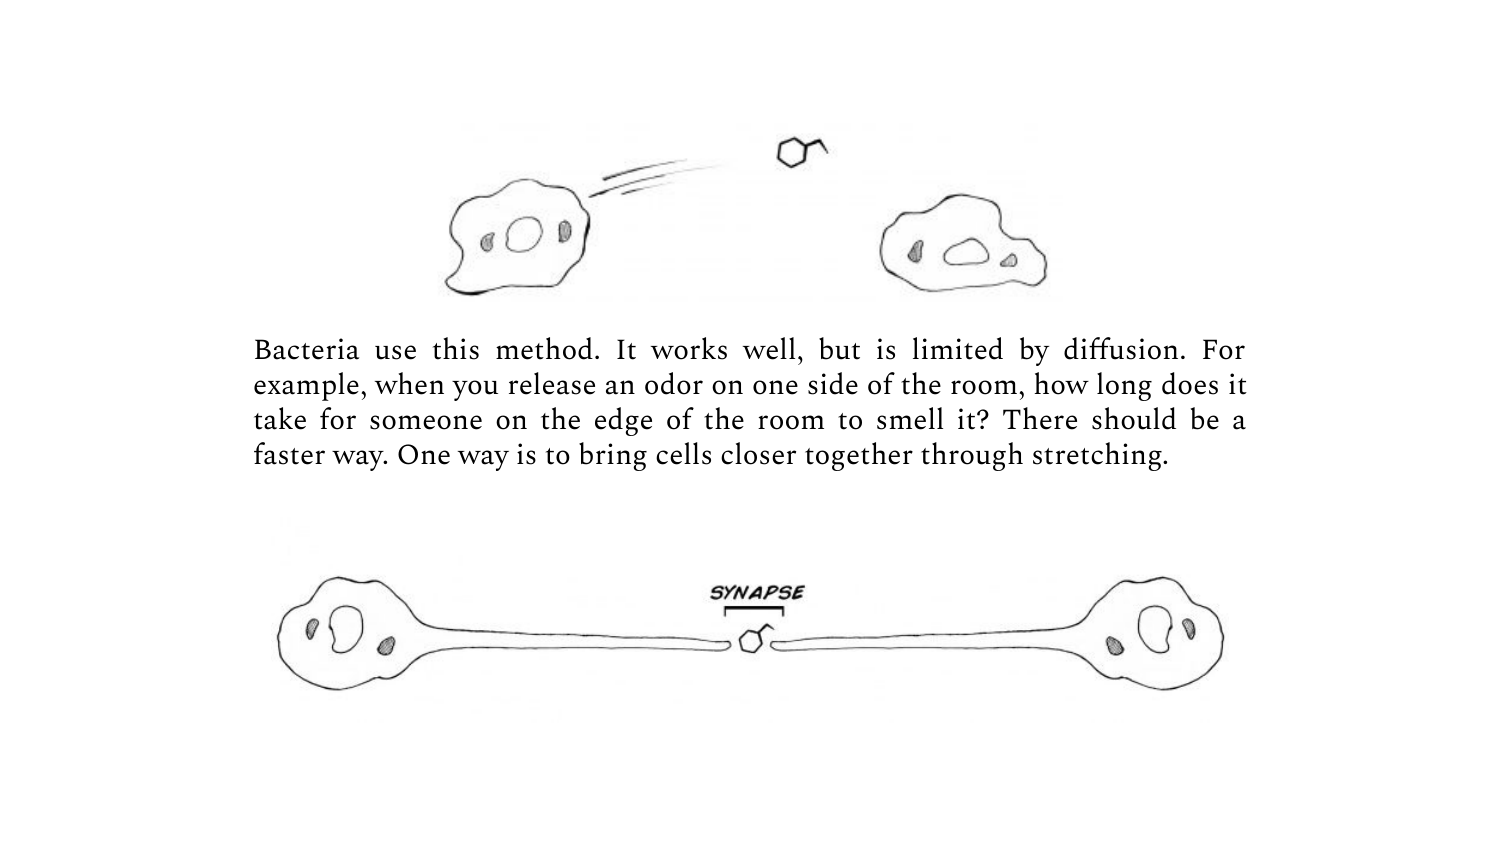 Bacteria use this method. It works well, but is limited by diffusion. For
example, when you release an odor on one side of the room, how long does it
take for someone on the edge of the room to smell it? There should be a
faster way. One way is to bring cells closer together through stretching.
SYNAPSE